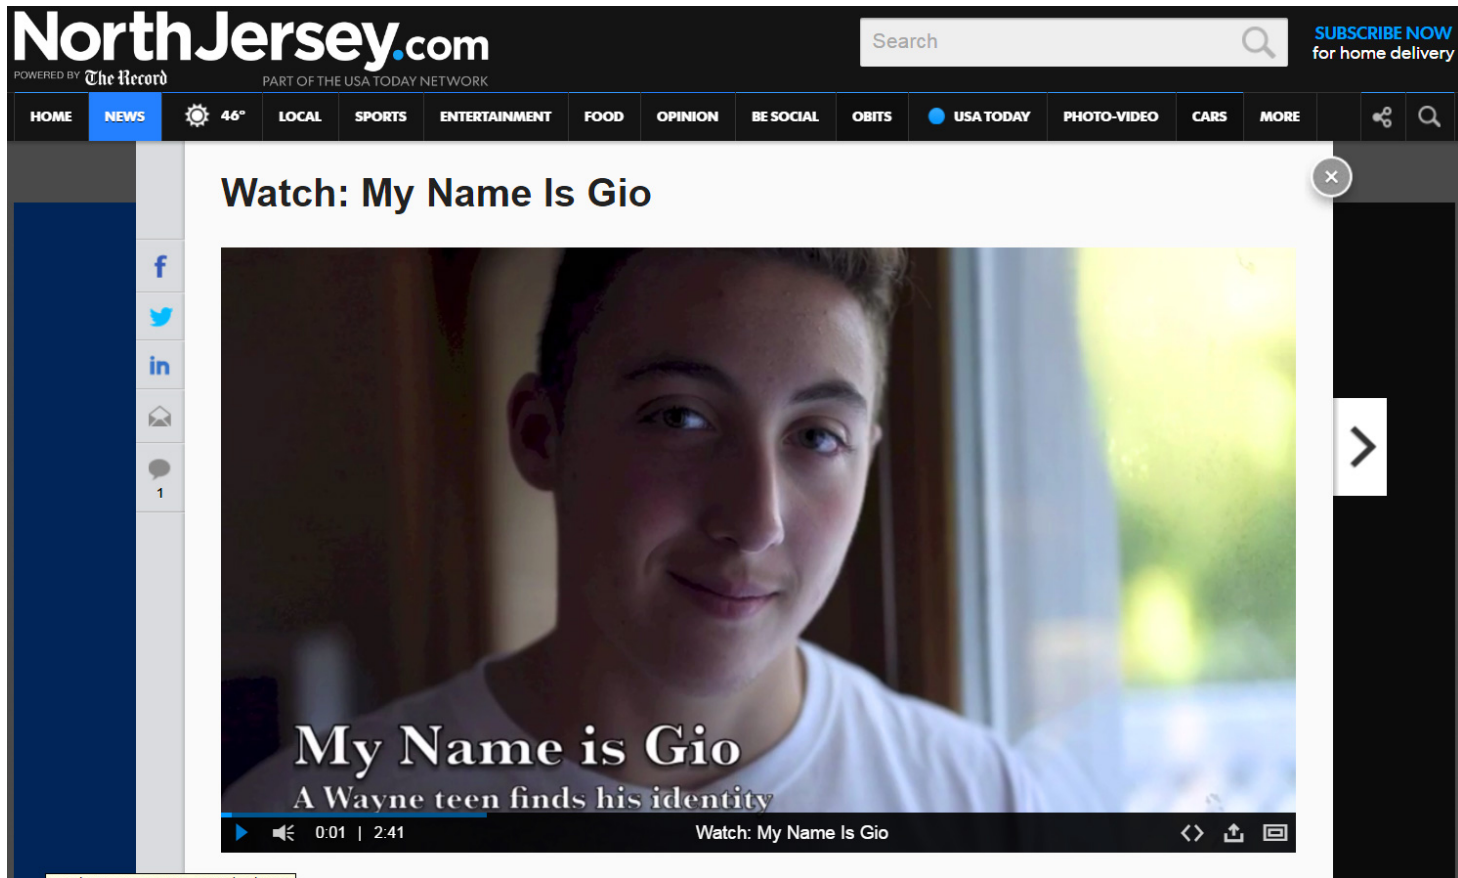 NorthJersey.com
POWERED BY The Record
PART OF THE USA TODAY NETWORK
Search
SUBSCRIBE NOW
for home delivery
HOME NEWS 46° LOCAL SPORTS ENTERTAINMENT FOOD OPINION BE SOCIAL OBITS USA TODAY PHOTO-VIDEO CARS MORE
Watch: My Name Is Gio
f
in
1
My Name is Gio
A Wayne teen finds his identity
0:01 | 2:41
Watch: My Name Is Gio